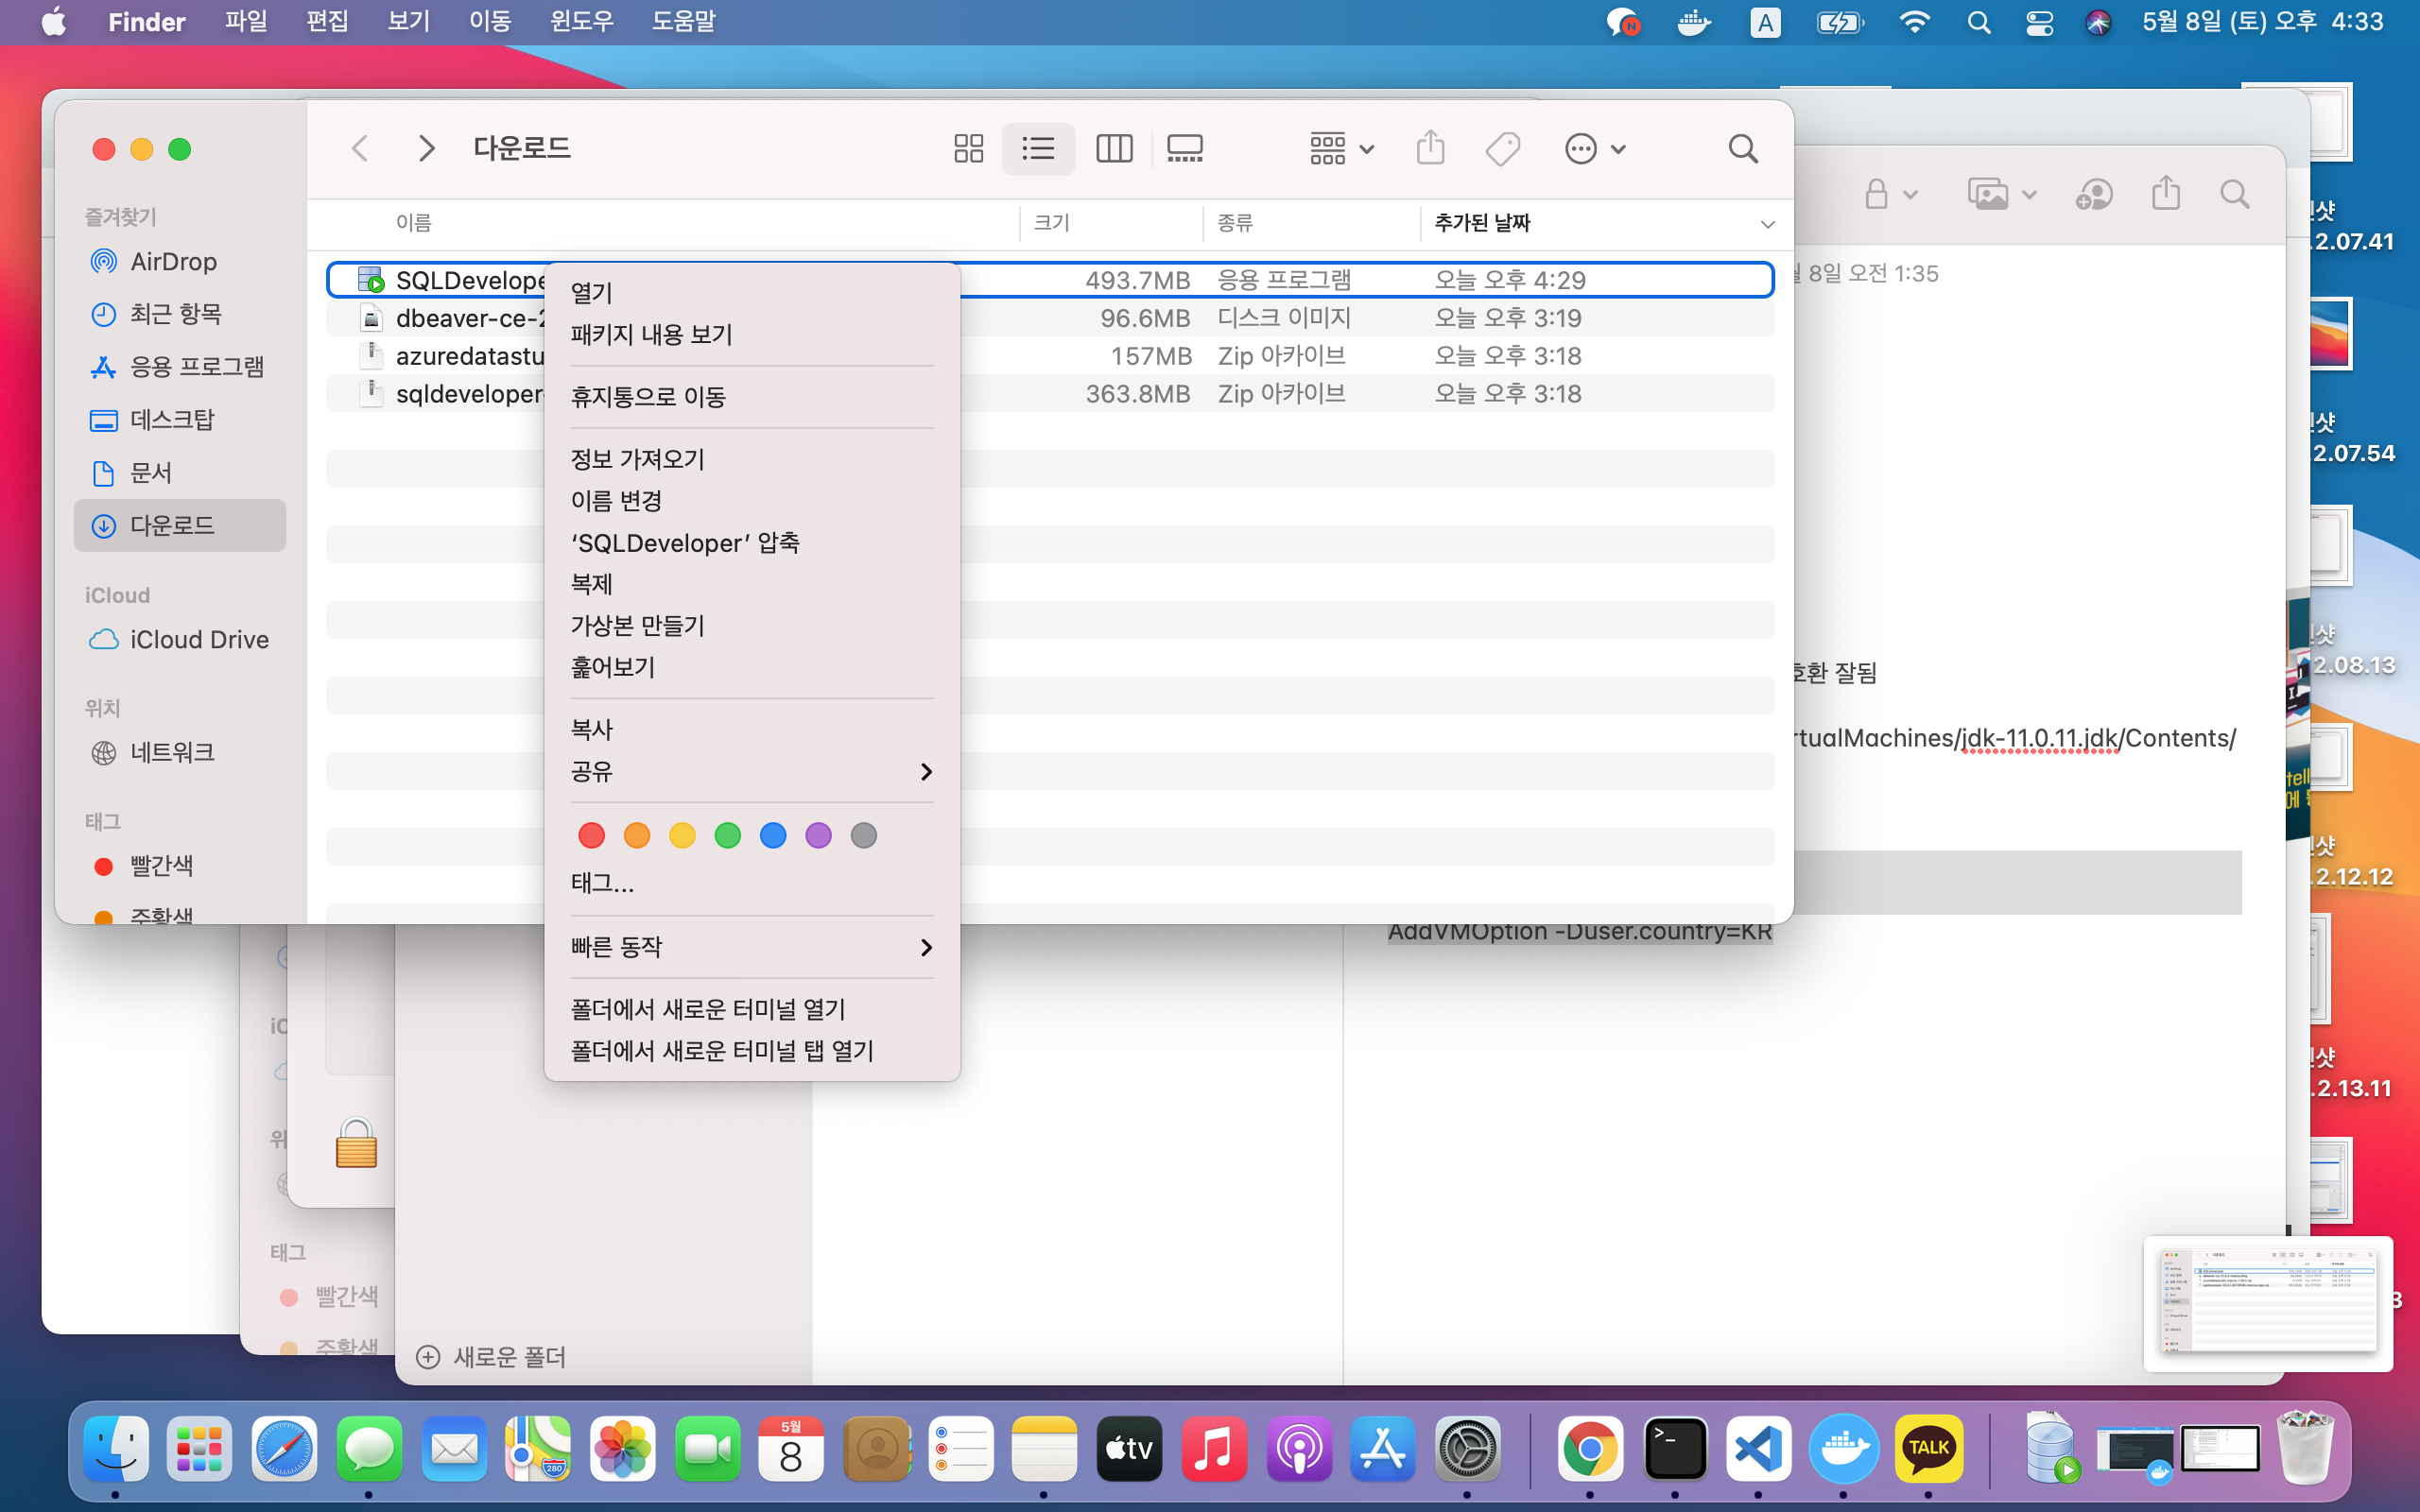 Finder 파일 편집 보기 이동 윈도우 도움말
A 5월 8일 (토) 오후 4:33
다운로드
즐겨찾기
AirDrop
최근 항목
응용 프로그램
데스크탑
문서
다운로드
iCloud
iCloud Drive
위치
네트워크
태그
빨간색
주황색
이름 크기 종류 추가된 날짜
SQLDevelope 493.7MB 응용 프로그램 오늘 오후 4:29
dbeaver-ce-2 96.6MB 디스크 이미지 오늘 오후 3:19
azuredatastu 157MB Zip 아카이브 오늘 오후 3:18
sqldeveloper- 363.8MB Zip 아카이브 오늘 오후 3:18
열기
패키지 내용 보기
휴지통으로 이동
정보 가져오기
이름 변경
‘SQLDeveloper’ 압축
복제
가상본 만들기
훑어보기
복사
공유
태그...
빠른 동작
폴더에서 새로운 터미널 열기
폴더에서 새로운 터미널 탭 열기
8일 오전 1:35
호환 잘됨
rtualMachines/jdk-11.0.11.jdk/Contents/
AddVMOption -Duser.country=KR
샷
.2.07.41
샷
.2.07.54
샷
2.08.13
샷
.2.12.12
샷
.2.13.11
3
tell
에
iC
위
태그
빨간색
주황색
새로운 폴더
5월
8
280
tv
>_
TALK